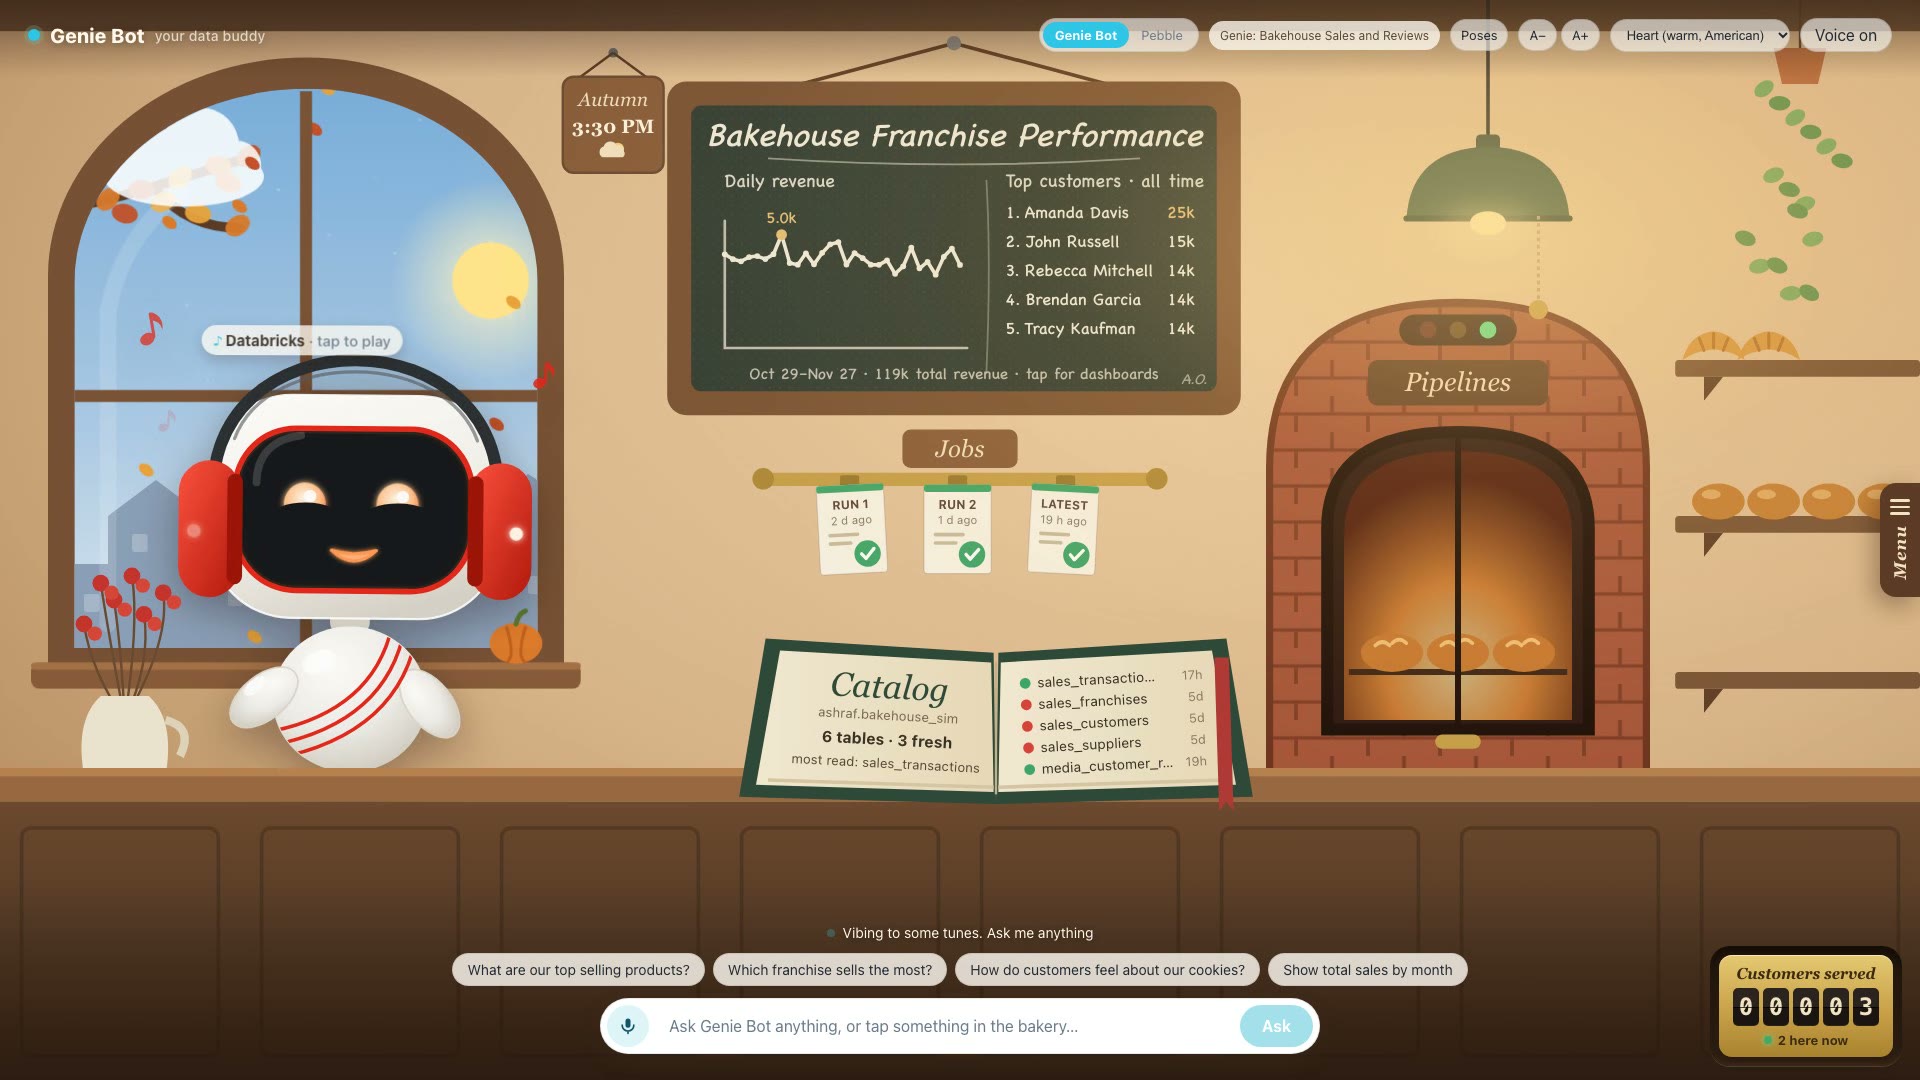 Genie Bot your data buddy
Genie Bot Pebble
Genie: Bakehouse Sales and Reviews
Poses
A−
A+
Heart (warm, American)
Voice on
Autumn
3:30 PM
Bakehouse Franchise Performance
Daily revenue
5.0k
Top customers · all time
1. Amanda Davis 25k
2. John Russell 15k
3. Rebecca Mitchell 14k
4. Brendan Garcia 14k
5. Tracy Kaufman 14k
Oct 29–Nov 27 · 119k total revenue · tap for dashboards
A.O.
♪ Databricks · tap to play
Pipelines
Jobs
RUN 1
2 d ago
RUN 2
1 d ago
LATEST
19 h ago
Menu
Catalog
ashraf.bakehouse_sim
6 tables · 3 fresh
most read: sales_transactions
sales_transactio... 17h
sales_franchises 5d
sales_customers 5d
sales_suppliers 5d
media_customer_r... 19h
Vibing to some tunes. Ask me anything
What are our top selling products?
Which franchise sells the most?
How do customers feel about our cookies?
Show total sales by month
Ask Genie Bot anything, or tap something in the bakery...
Ask
Customers served
00003
2 here now